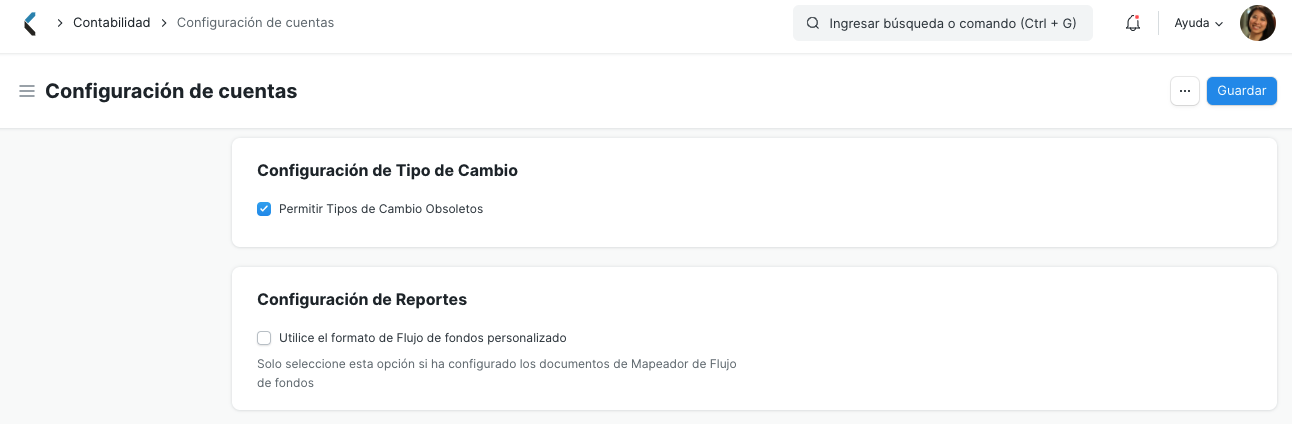 Contabilidad
Configuración de cuentas
Ingresar búsqueda o comando (Ctrl + G)
Ayuda
Configuración de cuentas
Guardar
Configuración de Tipo de Cambio
Permitir Tipos de Cambio Obsoletos
Configuración de Reportes
Utilice el formato de Flujo de fondos personalizado
Solo seleccione esta opción si ha configurado los documentos de Mapeador de Flujo
de fondos